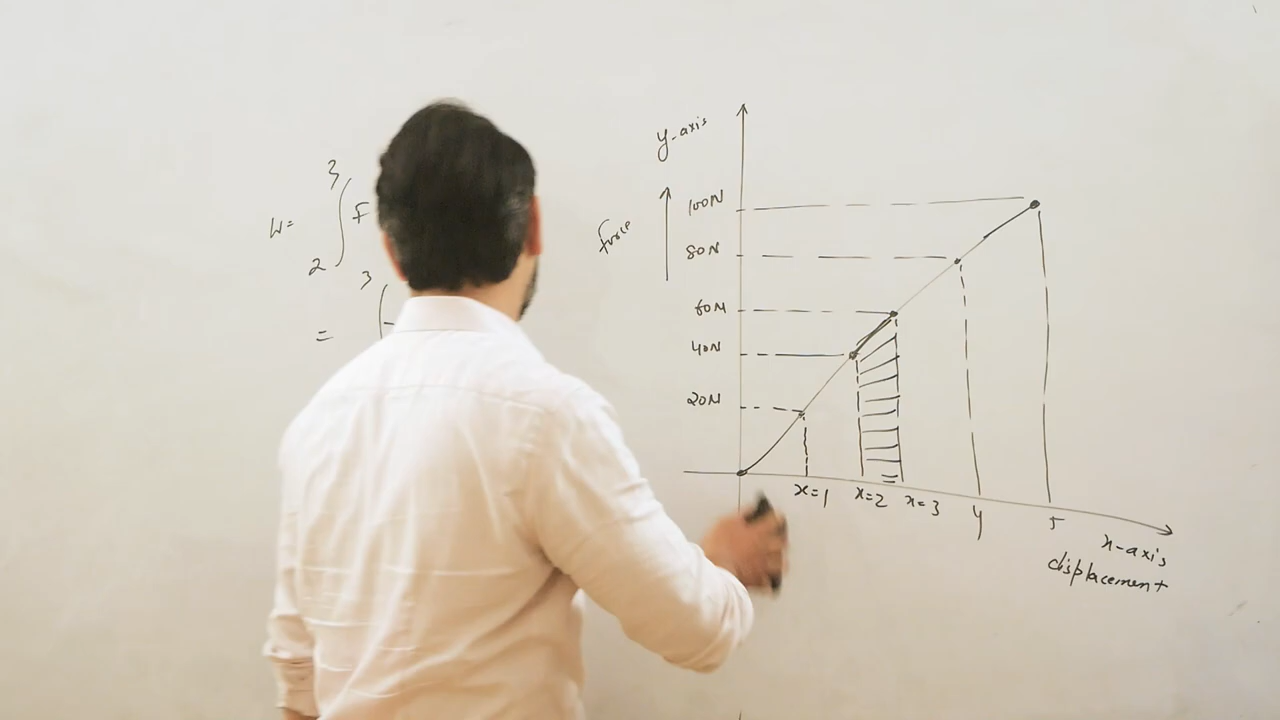 3
W= ∫ F
2
3
= (
y-axis
Force
100N
80N
60N
40N
20N
x=1 x=2 x=3 4 5
x-axis
displacement